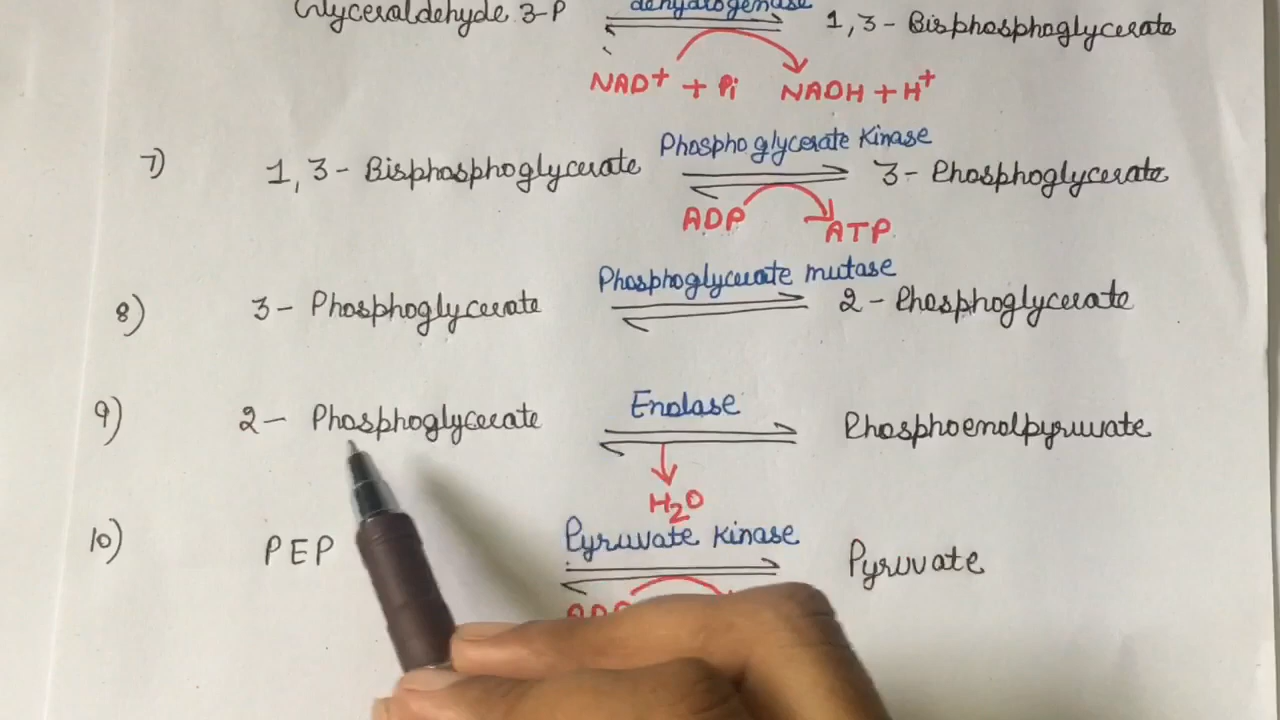 Glyceraldehyde 3-P dehydrogenase 1,3-Bisphosphoglycerate
NAD+ + Pi NADH + H+
7) 1,3-Bisphosphoglycerate Phosphoglycerate Kinase 3-Phosphoglycerate
ADP ATP
8) 3-Phosphoglycerate Phosphoglycerate mutase 2-Phosphoglycerate
9) 2-Phosphoglycerate Enolase Phosphoenolpyruvate
H2O
10) PEP Pyruvate kinase Pyruvate